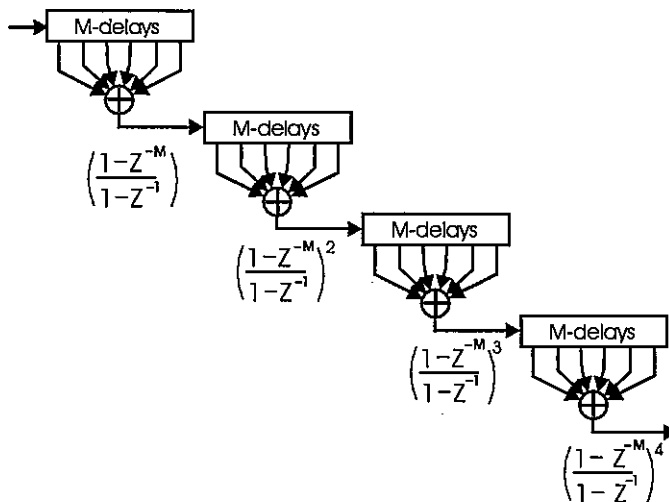 M-delays
M-delays
(1-Z^-M / 1-Z^-1)
M-delays
(1-Z^-M / 1-Z^-1)^2
M-delays
(1-Z^-M / 1-Z^-1)^3
(1-Z^-M / 1-Z^-1)^4